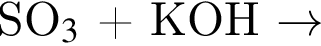 SO₃ + KOH →